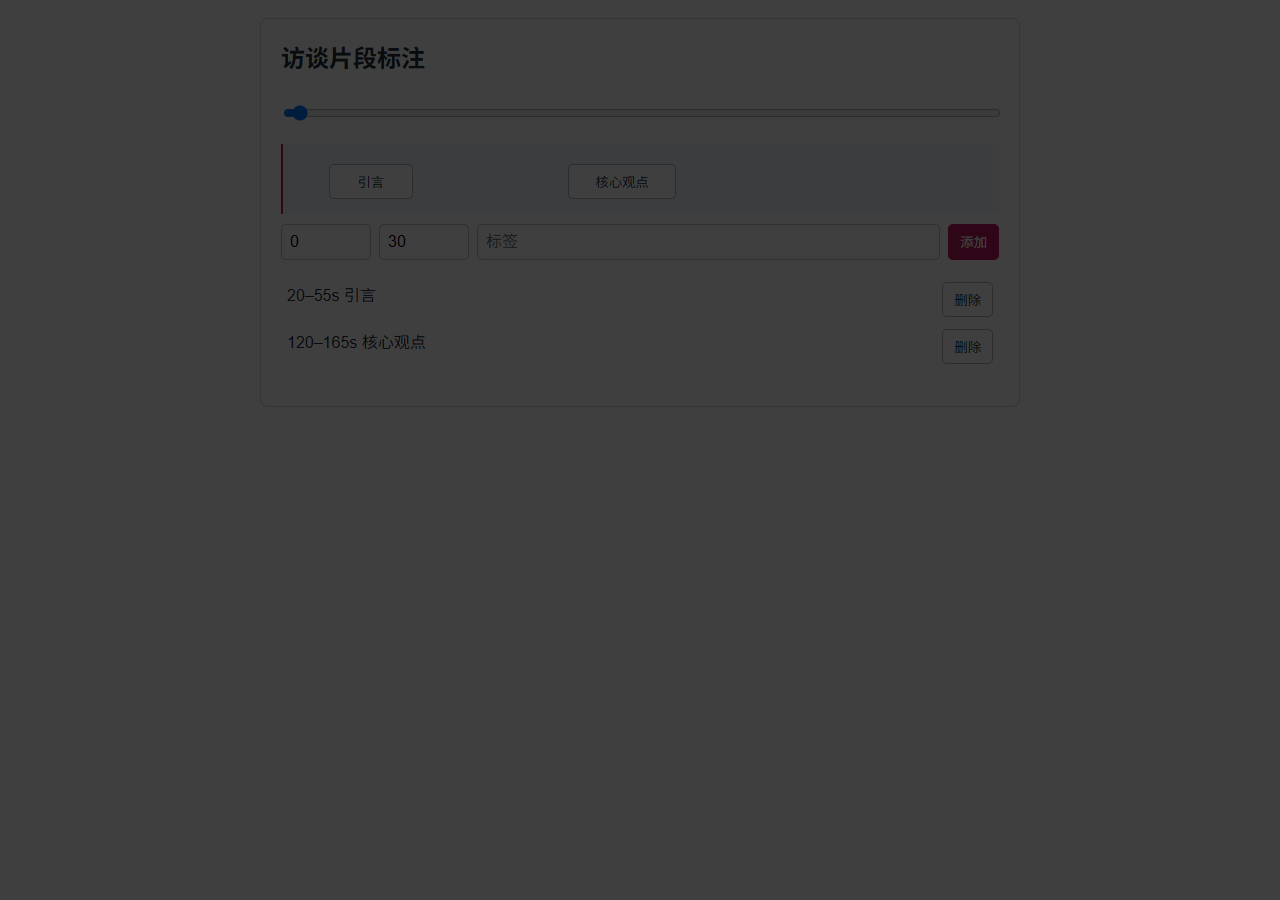 访谈片段标注
引言 核心观点
0 30 标签 添加
20–55s 引言 删除
120–165s 核心观点 删除